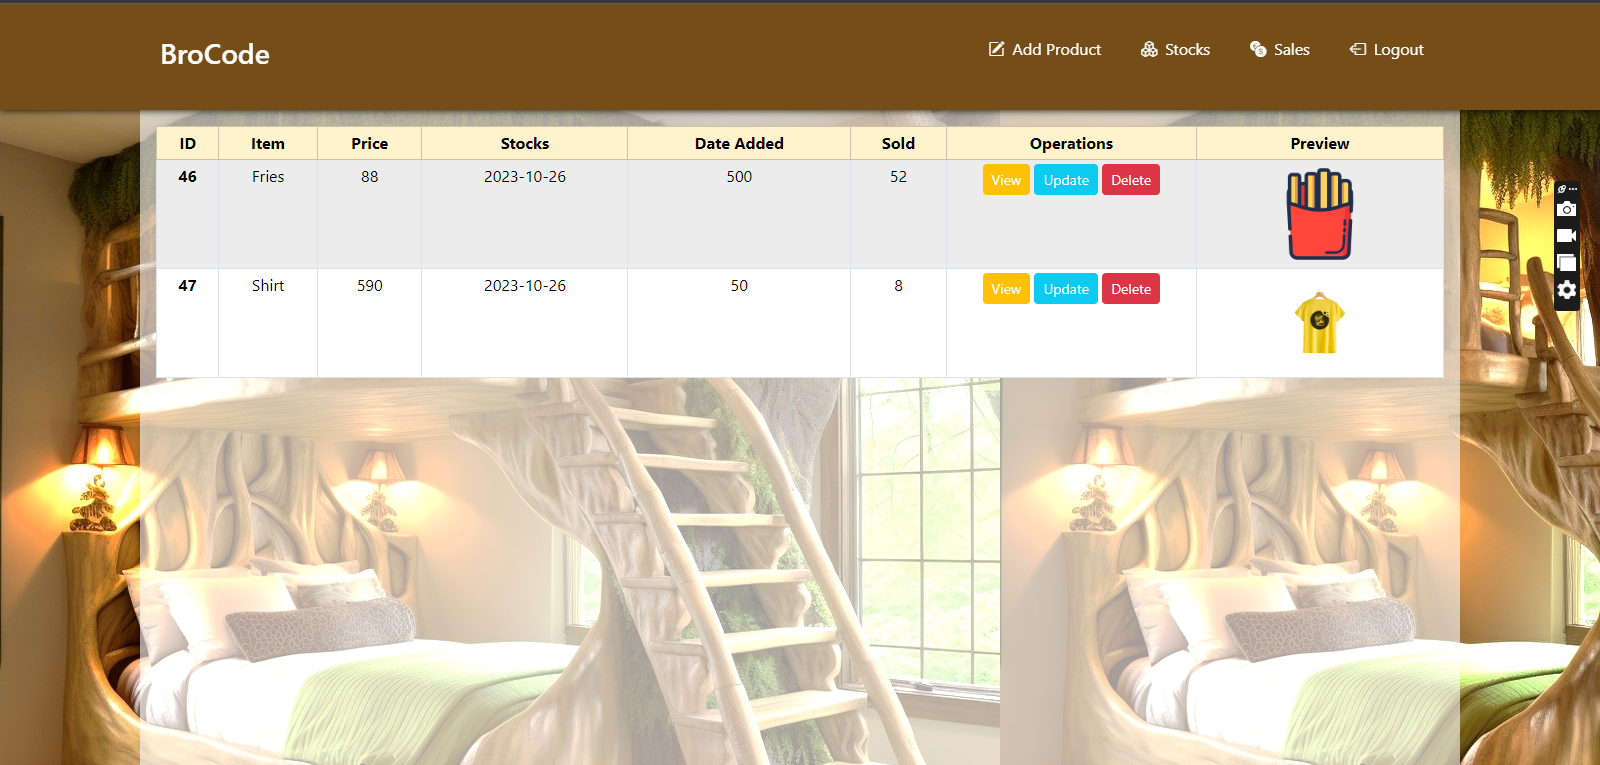 BroCode
Add Product Stocks Sales Logout
ID Item Price Stocks Date Added Sold Operations Preview
46 Fries 88 2023-10-26 500 52 View Update Delete
47 Shirt 590 2023-10-26 50 8 View Update Delete